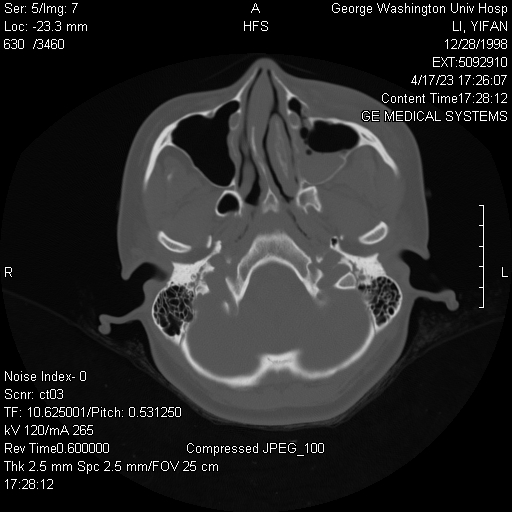 Ser: 5/Img: 7
Loc: -23.3 mm
630 /3460
A
HFS
George Washington Univ Hosp
LI, YIFAN
12/28/1998
EXT:5092910
4/17/23 17:26:07
Content Time17:28:12
GE MEDICAL SYSTEMS
R
L
Noise Index- 0
Scnr: ct03
TF: 10.625001/Pitch: 0.531250
kV 120/mA 265
Rev Time0.600000
Compressed JPEG_100
Thk 2.5 mm Spc 2.5 mm/FOV 25 cm
17:28:12